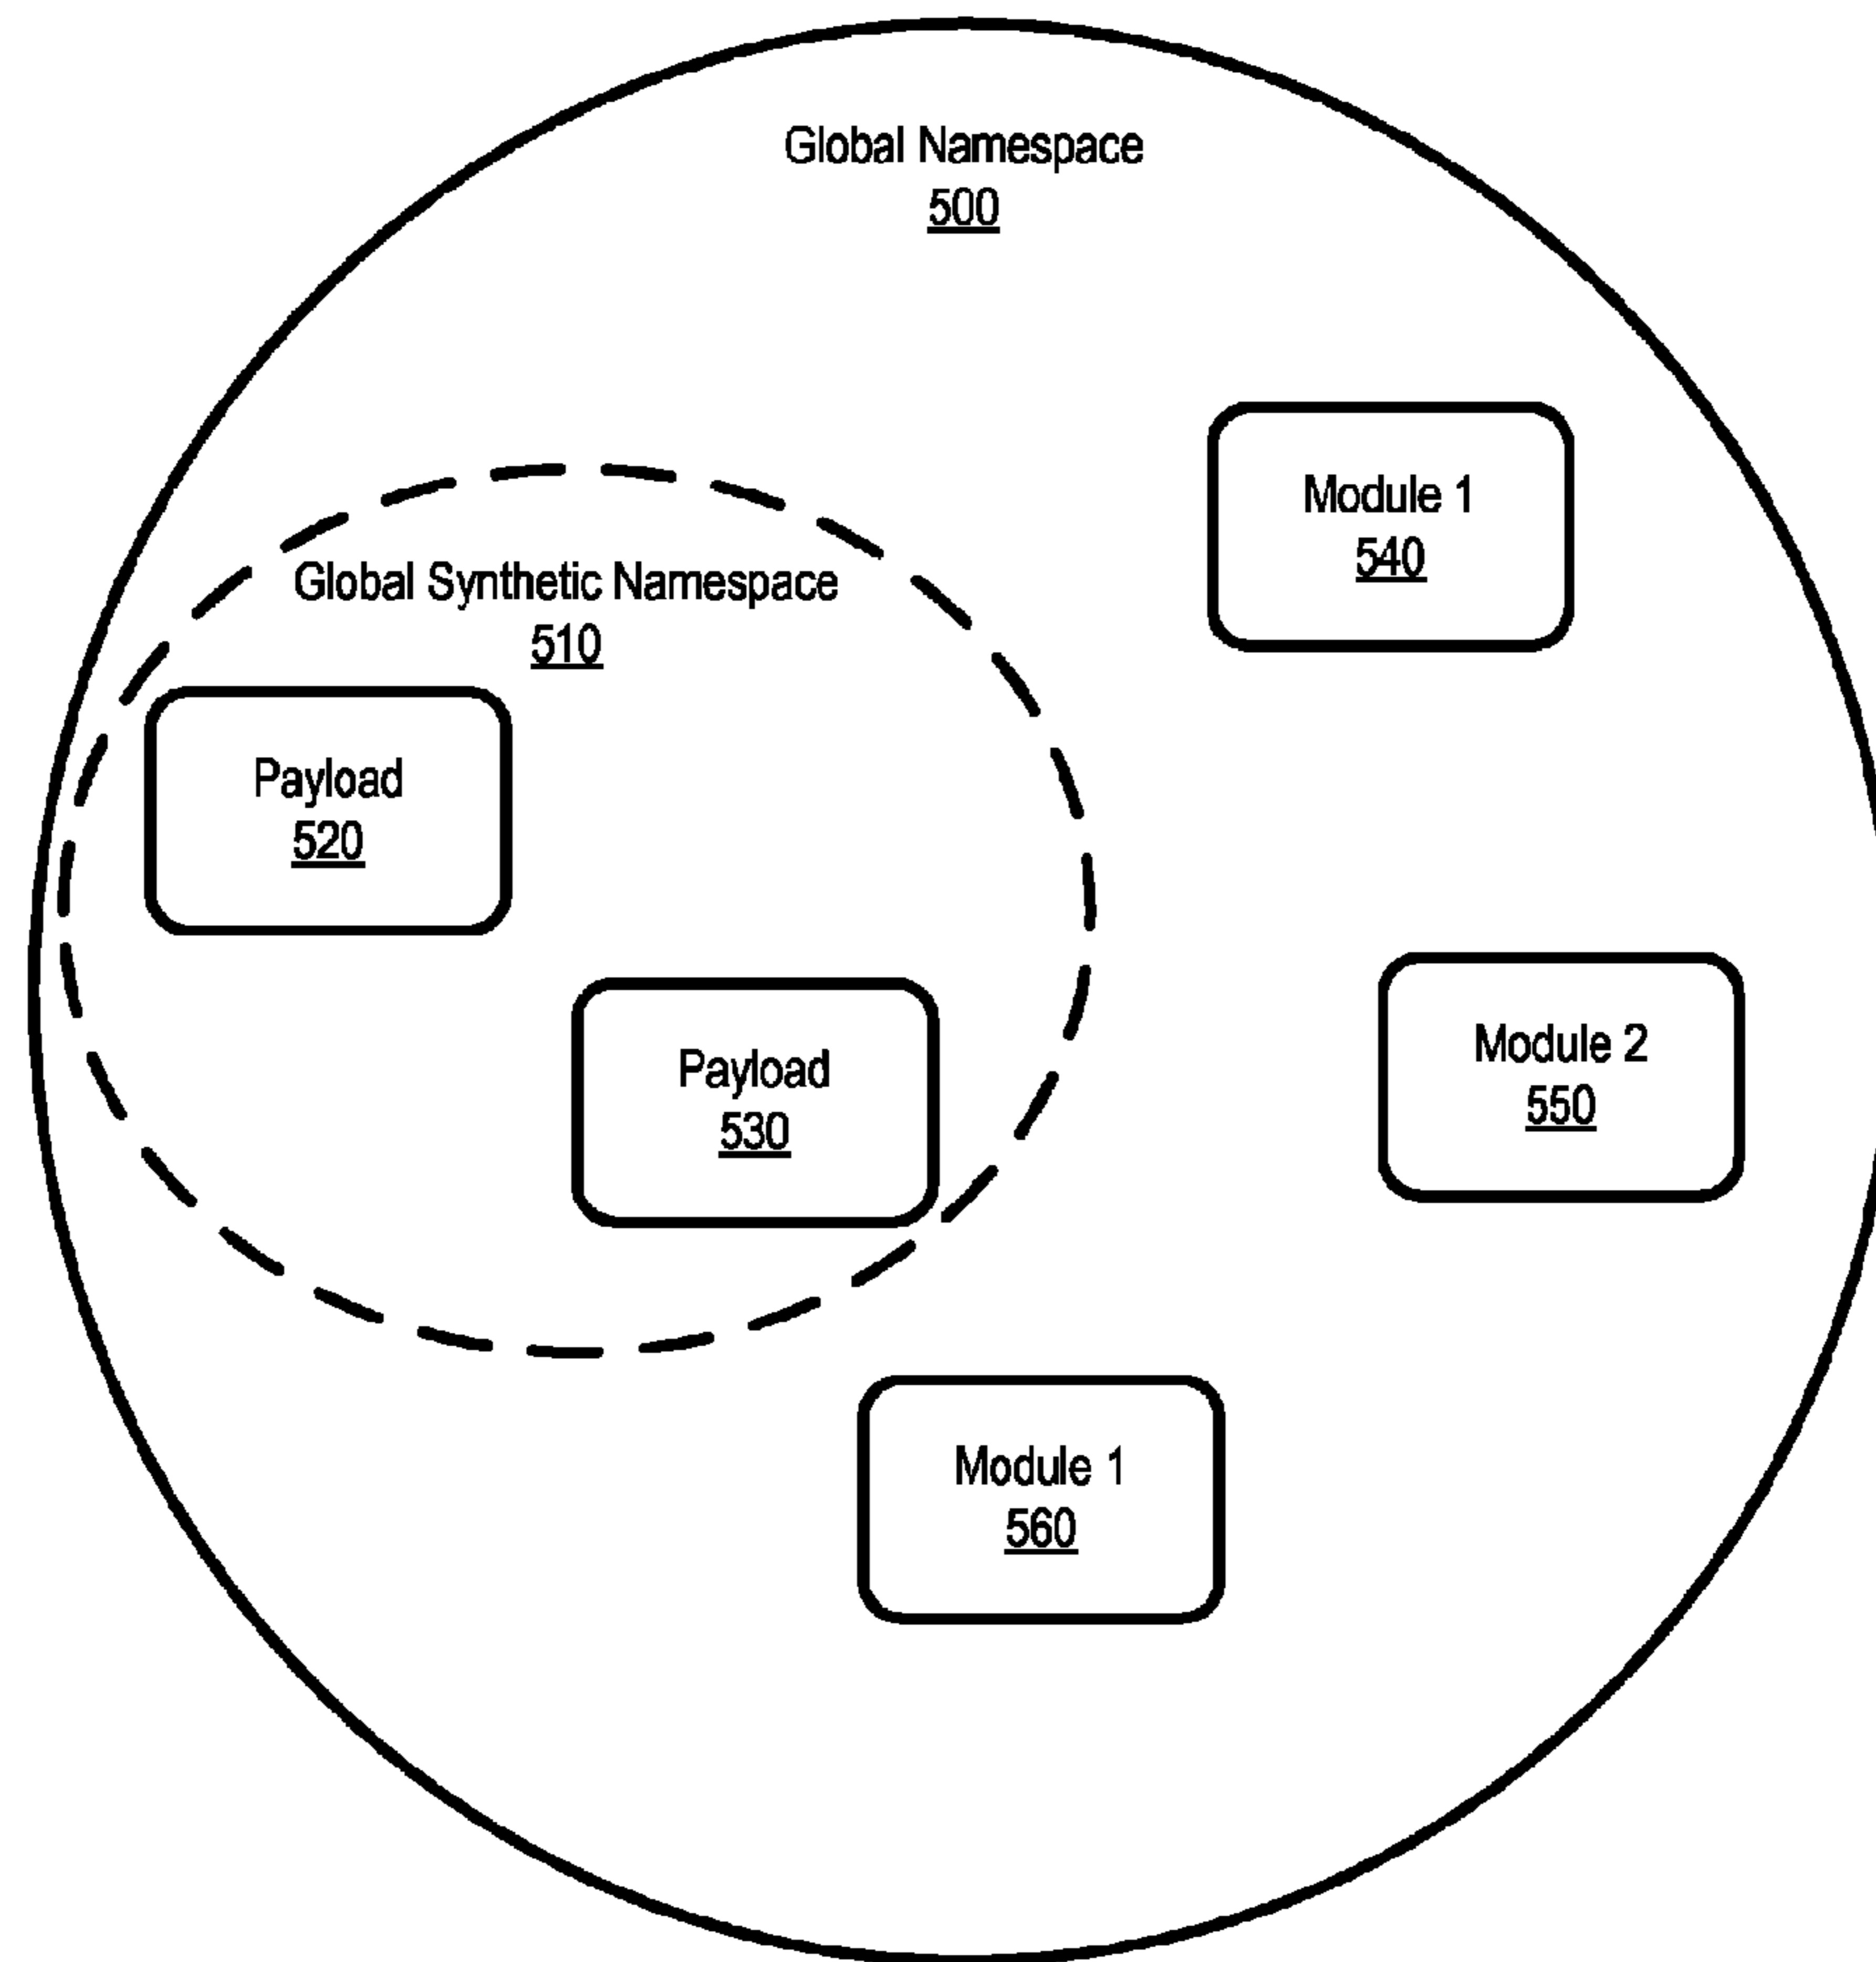 Global Namespace
500
Module 1
540
Global Synthetic Namespace
510
Payload
520
Payload
530
Module 2
550
Module 1
560